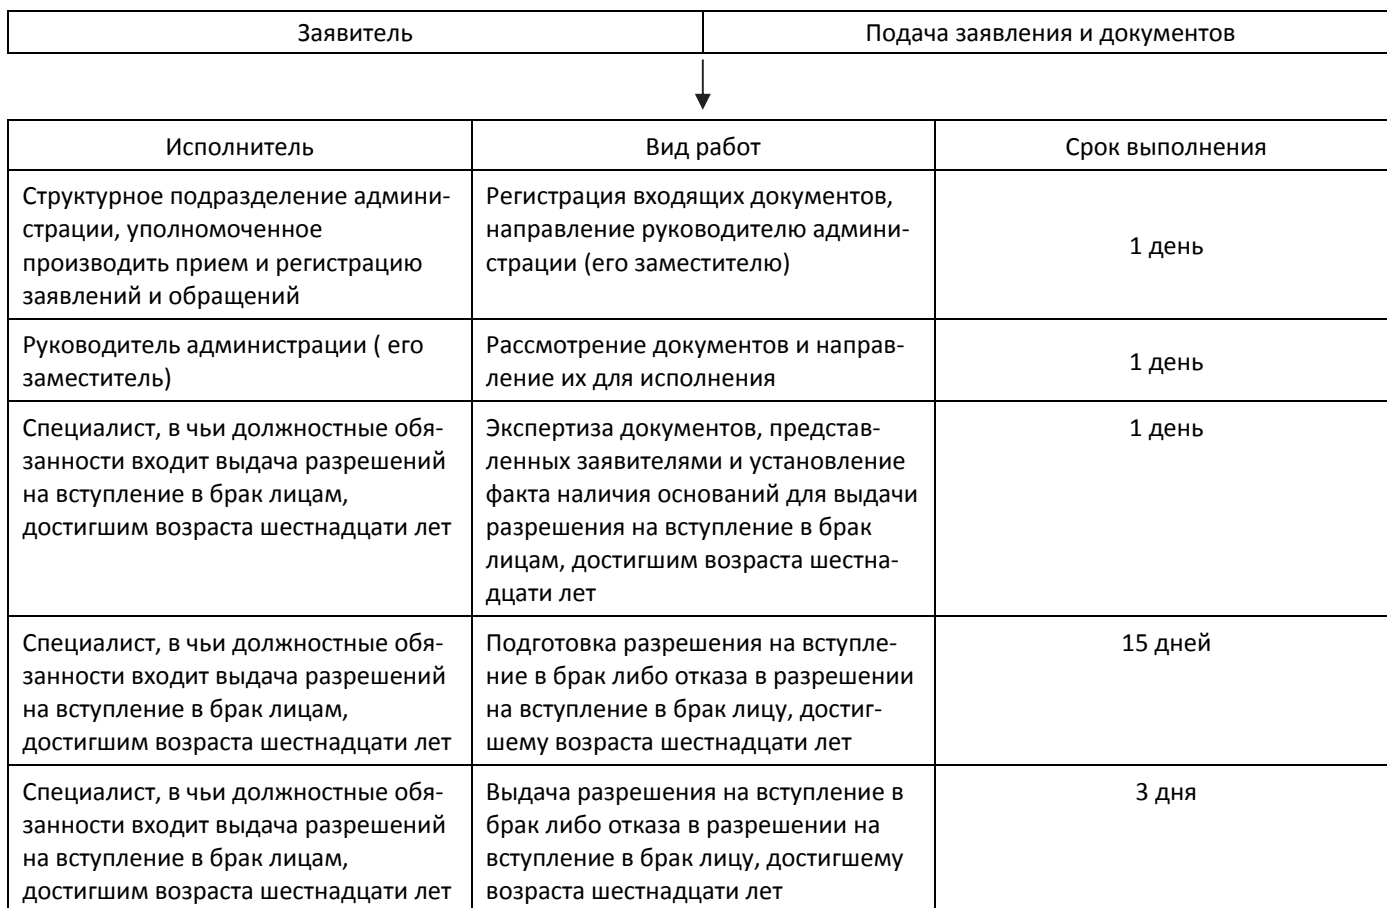 Заявитель
Подача заявления и документов
Исполнитель
Вид работ
Срок выполнения
Структурное подразделение админи-
страции, уполномоченное
производить прием и регистрацию
заявлений и обращений
Регистрация входящих документов,
направление руководителю админи-
страции (его заместителю)
1 день
Руководитель администрации ( его
заместитель)
Рассмотрение документов и направ-
ление их для исполнения
1 день
Специалист, в чьи должностные обя-
занности входит выдача разрешений
на вступление в брак лицам,
достигшим возраста шестнадцати лет
Экспертиза документов, представ-
ленных заявителями и установление
факта наличия оснований для выдачи
разрешения на вступление в брак
лицам, достигшим возраста шестна-
дцати лет
1 день
Специалист, в чьи должностные обя-
занности входит выдача разрешений
на вступление в брак лицам,
достигшим возраста шестнадцати лет
Подготовка разрешения на вступле-
ние в брак либо отказа в разрешении
на вступление в брак лицу, достиг-
шему возраста шестнадцати лет
15 дней
Специалист, в чьи должностные обя-
занности входит выдача разрешений
на вступление в брак лицам,
достигшим возраста шестнадцати лет
Выдача разрешения на вступление в
брак либо отказа в разрешении на
вступление в брак лицу, достигшему
возраста шестнадцати лет
3 дня